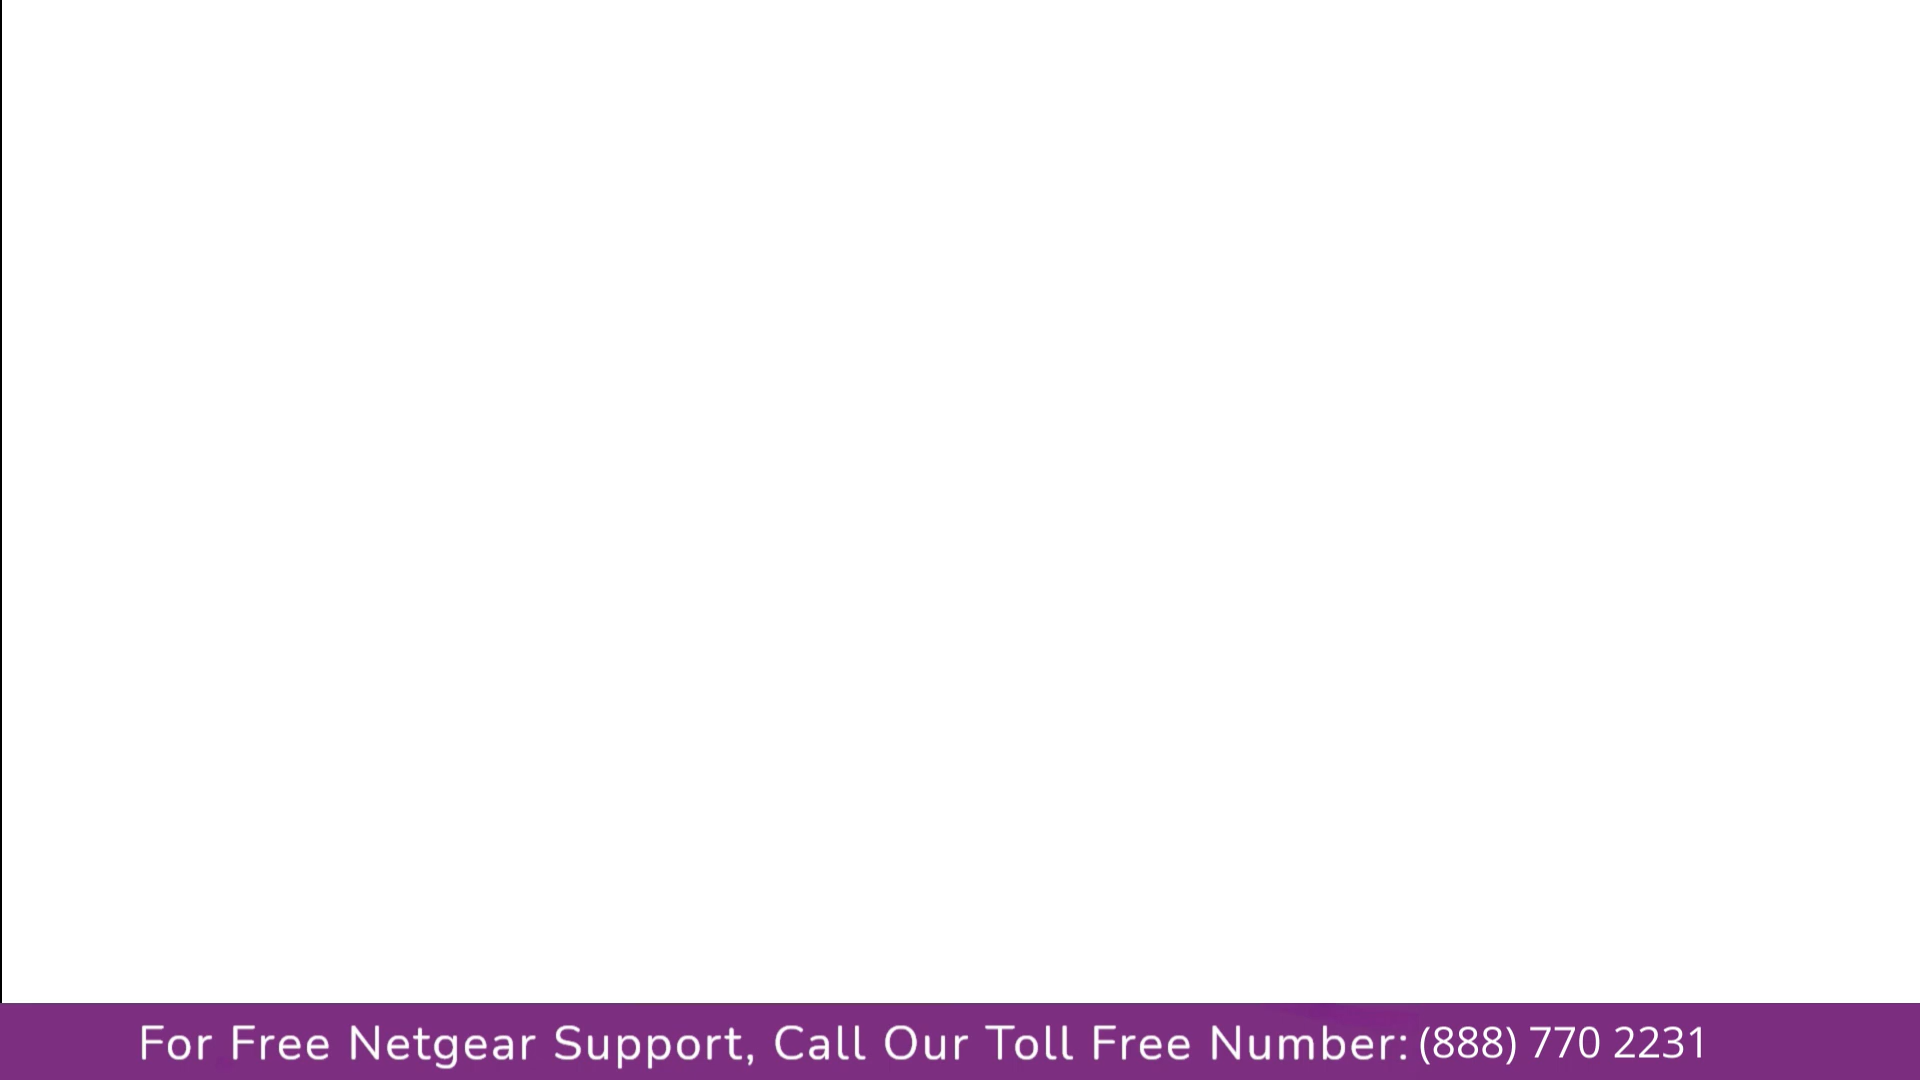 For Free Netgear Support, Call Our Toll Free Number: (888) 770 2231